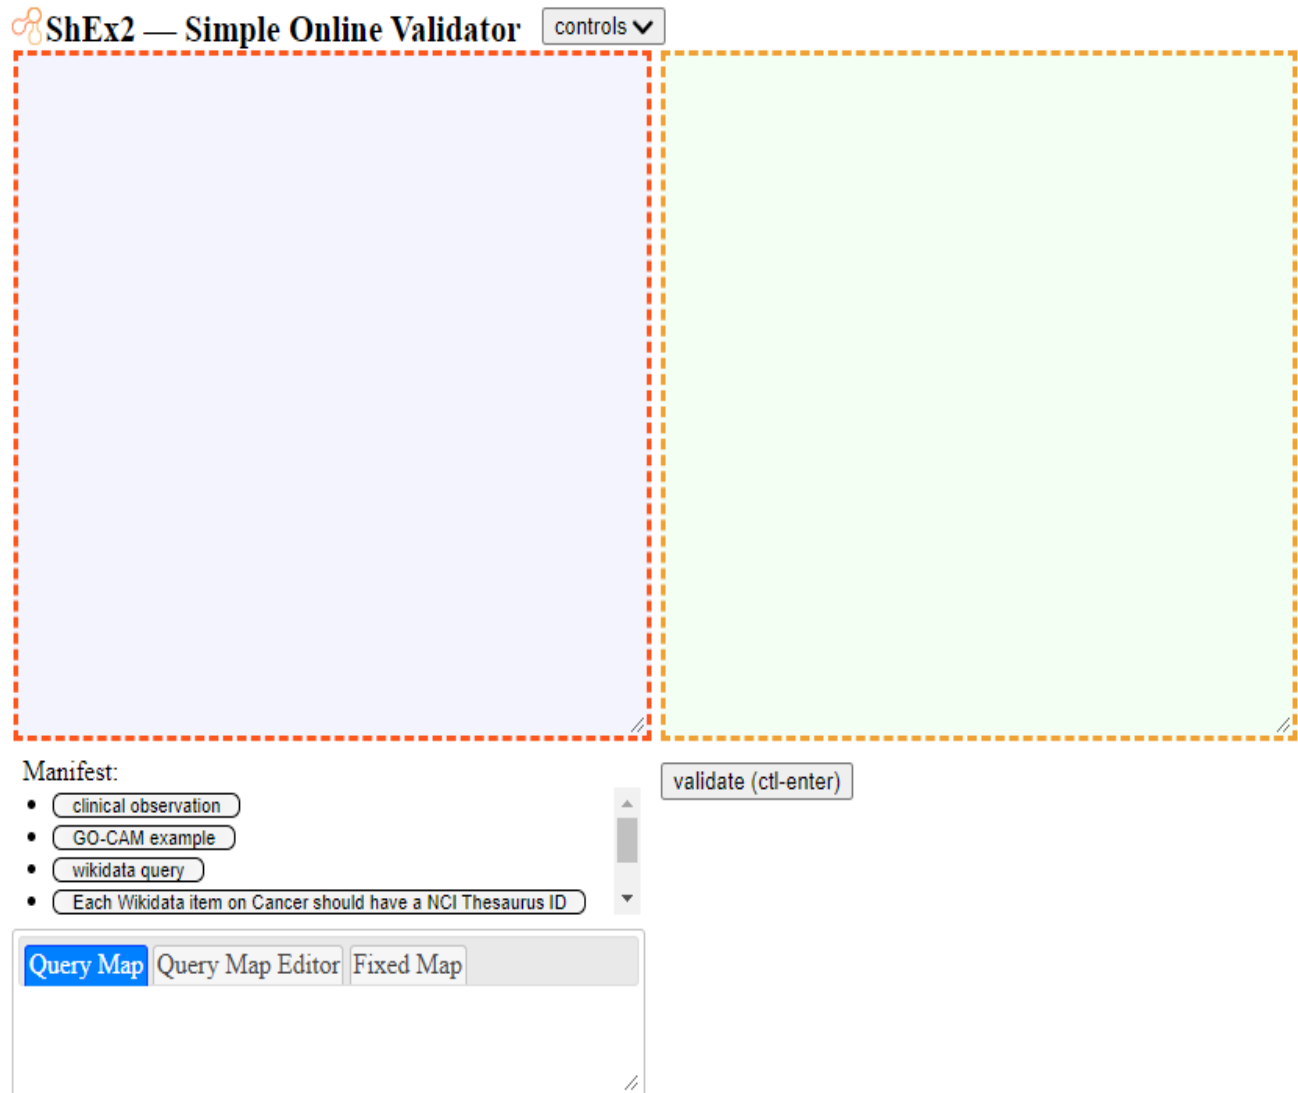 ShEx2 — Simple Online Validator controls
Manifest:
validate (ctl-enter)
• clinical observation
• GO-CAM example
• wikidata query
• Each Wikidata item on Cancer should have a NCI Thesaurus ID
Query Map Query Map Editor Fixed Map